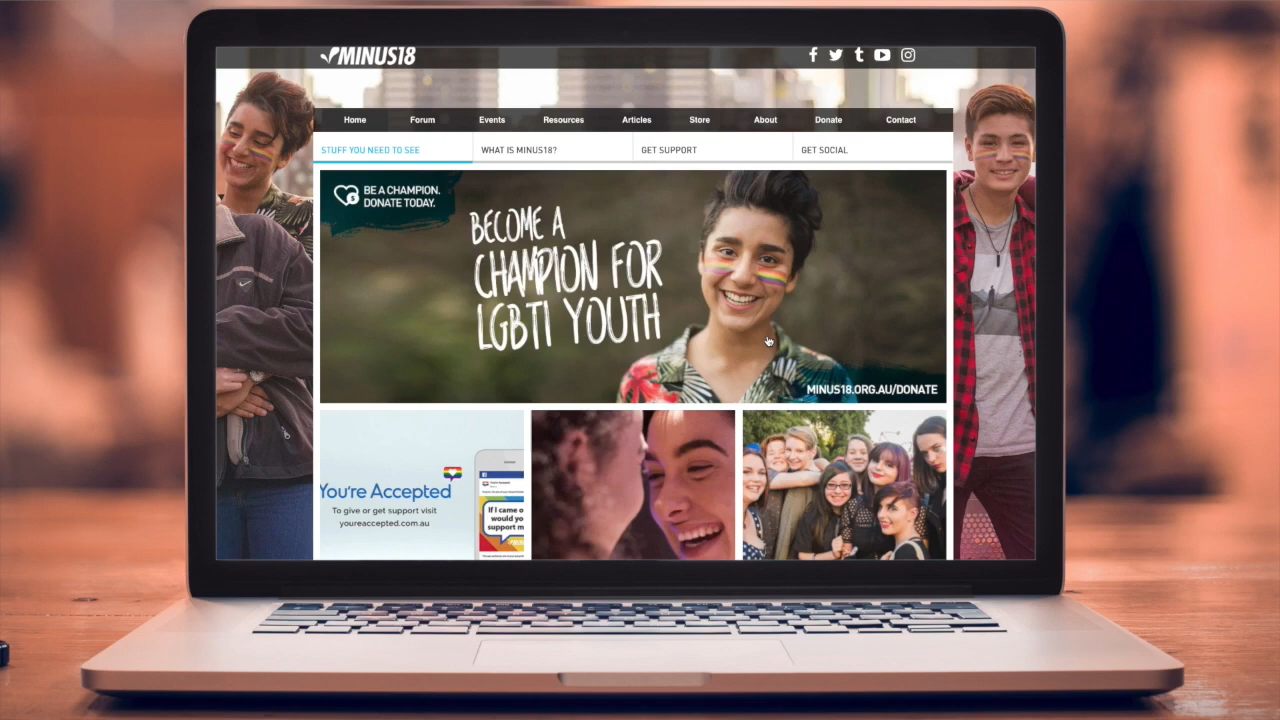 MINUS18
Home Forum Events Resources Articles Store About Donate Contact
STUFF YOU NEED TO SEE WHAT IS MINUS18? GET SUPPORT GET SOCIAL
BE A CHAMPION.
DONATE TODAY.
BECOME A
CHAMPION FOR
LGBTI YOUTH
MINUS18.ORG.AU/DONATE
You're Accepted
To give or get support visit
youreaccepted.com.au
If I came o
would yo
support m